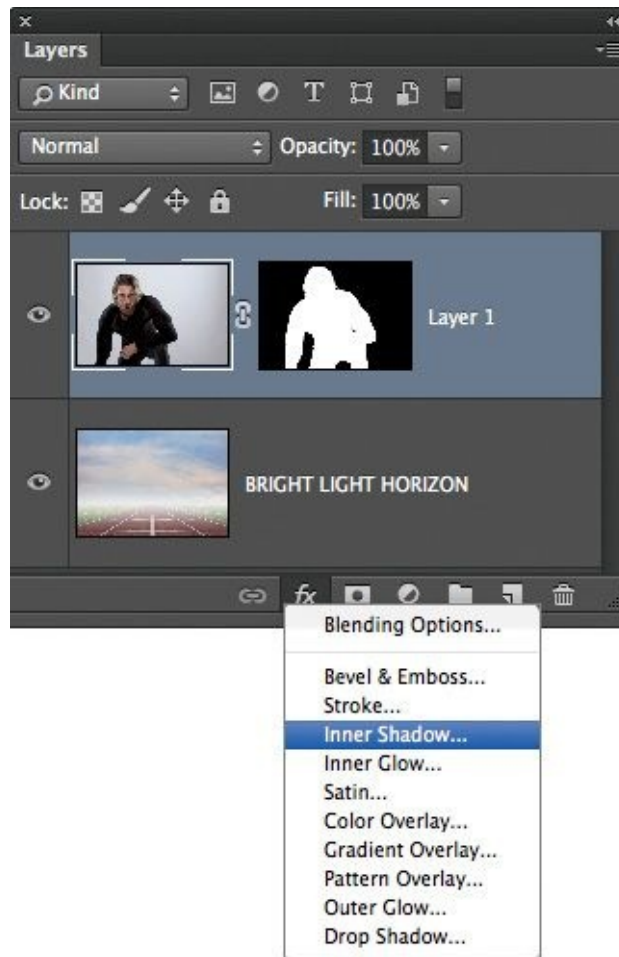 Layers
Kind
Normal Opacity: 100%
Lock: Fill: 100%
Layer 1
BRIGHT LIGHT HORIZON
fx
Blending Options...
Bevel & Emboss...
Stroke...
Inner Shadow...
Inner Glow...
Satin...
Color Overlay...
Gradient Overlay...
Pattern Overlay...
Outer Glow...
Drop Shadow...